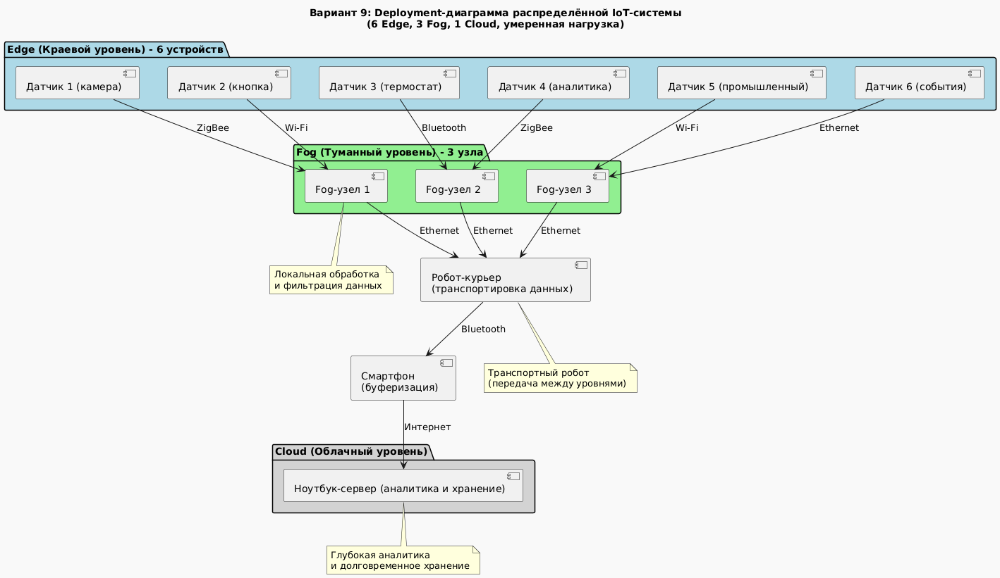 Вариант 9: Deployment-диаграмма распределённой IoT-системы
(6 Edge, 3 Fog, 1 Cloud, умеренная нагрузка)
Edge (Краевой уровень) - 6 устройств
Датчик 1 (камера)
Датчик 2 (кнопка)
Датчик 3 (термостат)
Датчик 4 (аналитика)
Датчик 5 (промышленный)
Датчик 6 (события)
ZigBee
Wi-Fi
Bluetooth
ZigBee
Wi-Fi
Ethernet
Fog (Туманный уровень) - 3 узла
Fog-узел 1
Fog-узел 2
Fog-узел 3
Ethernet
Ethernet
Ethernet
Локальная обработка
и фильтрация данных
Робот-курьер
(транспортировка данных)
Bluetooth
Смартфон
(буферизация)
Транспортный робот
(передача между уровнями)
Интернет
Cloud (Облачный уровень)
Ноутбук-сервер (аналитика и хранение)
Глубокая аналитика
и долговременное хранение